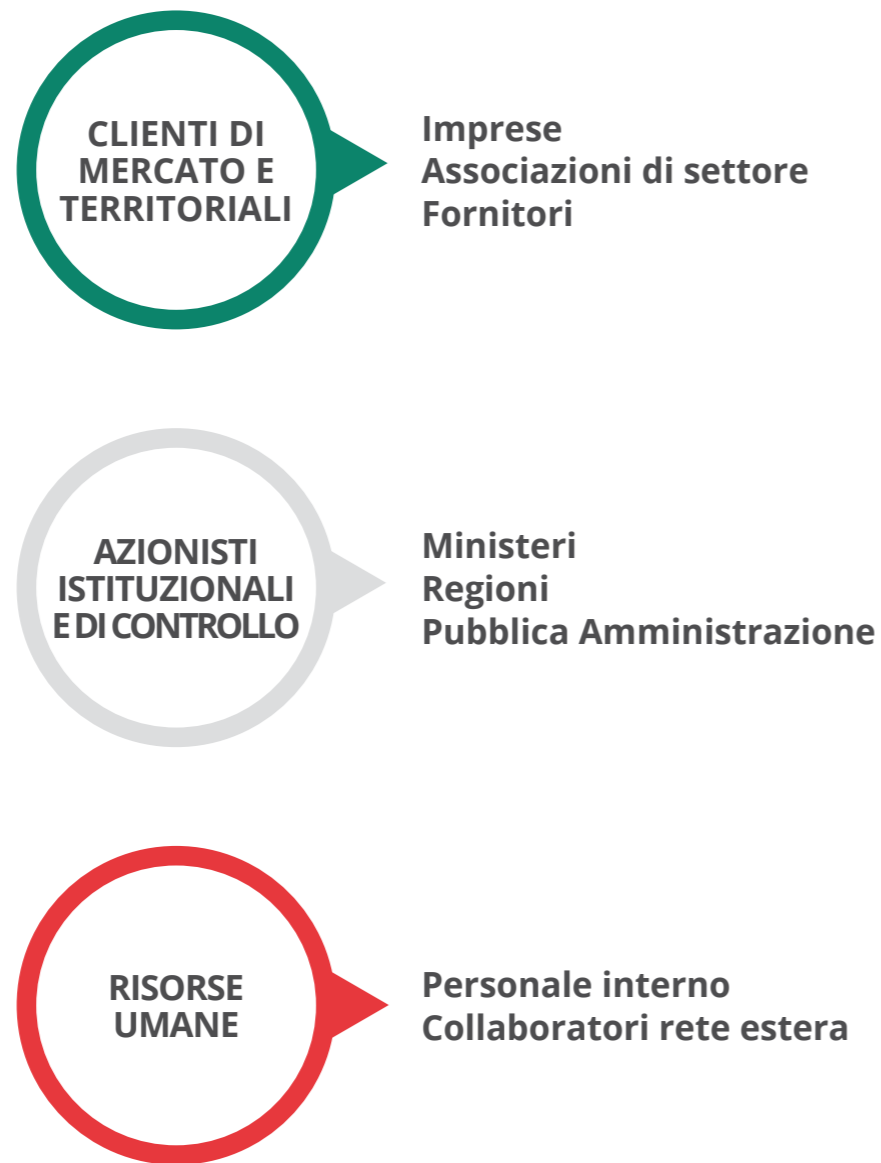 CLIENTI DI
MERCATO E
TERRITORIALI
Imprese
Associazioni di settore
Fornitori
AZIONISTI
ISTITUZIONALI
E DI CONTROLLO
Ministeri
Regioni
Pubblica Amministrazione
RISORSE
UMANE
Personale interno
Collaboratori rete estera